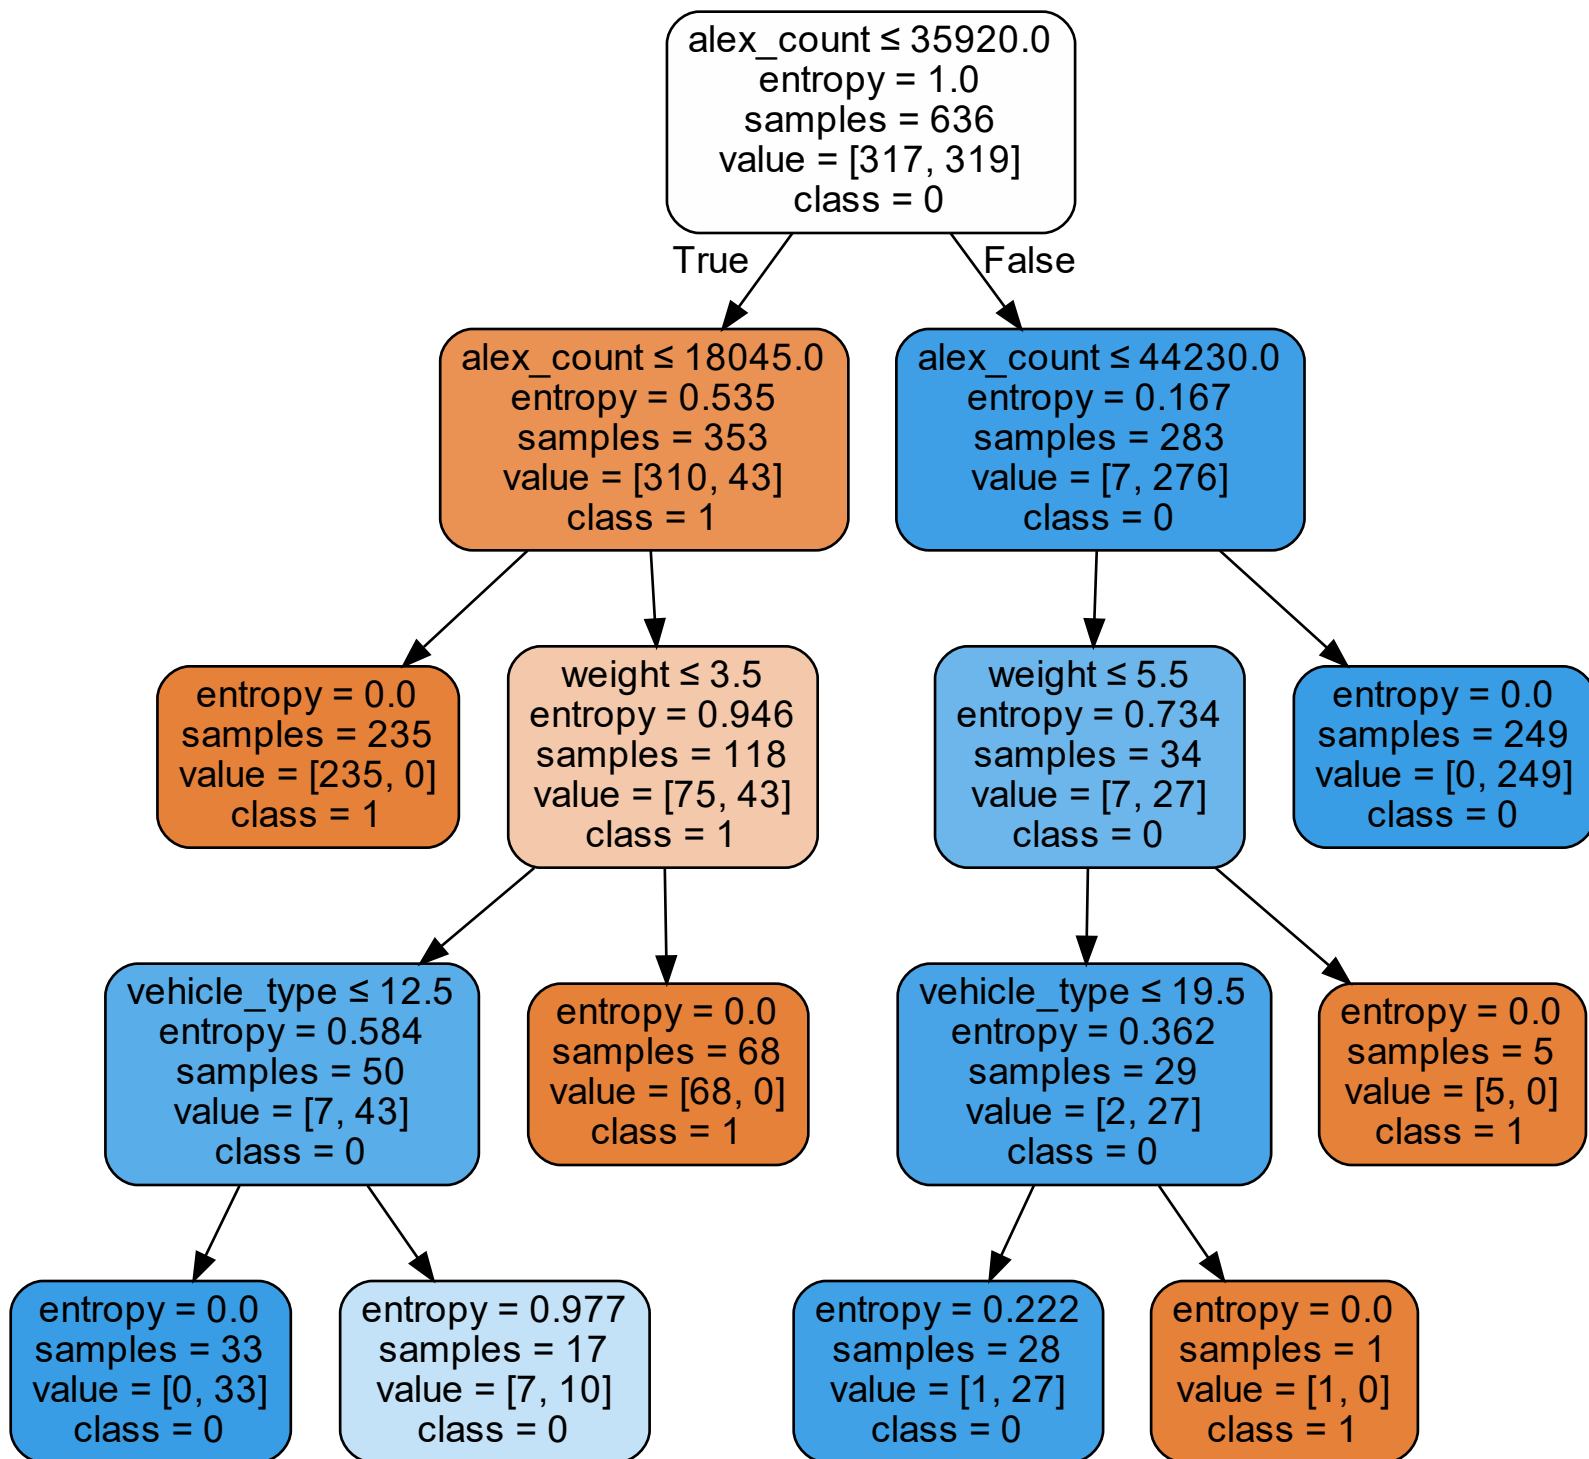 alex_count ≤ 35920.0
entropy = 1.0
samples = 636
value = [317, 319]
class = 0
True
False
alex_count ≤ 18045.0
entropy = 0.535
samples = 353
value = [310, 43]
class = 1
alex_count ≤ 44230.0
entropy = 0.167
samples = 283
value = [7, 276]
class = 0
entropy = 0.0
samples = 235
value = [235, 0]
class = 1
weight ≤ 3.5
entropy = 0.946
samples = 118
value = [75, 43]
class = 1
weight ≤ 5.5
entropy = 0.734
samples = 34
value = [7, 27]
class = 0
entropy = 0.0
samples = 249
value = [0, 249]
class = 0
vehicle_type ≤ 12.5
entropy = 0.584
samples = 50
value = [7, 43]
class = 0
entropy = 0.0
samples = 68
value = [68, 0]
class = 1
vehicle_type ≤ 19.5
entropy = 0.362
samples = 29
value = [2, 27]
class = 0
entropy = 0.0
samples = 5
value = [5, 0]
class = 1
entropy = 0.0
samples = 33
value = [0, 33]
class = 0
entropy = 0.977
samples = 17
value = [7, 10]
class = 0
entropy = 0.222
samples = 28
value = [1, 27]
class = 0
entropy = 0.0
samples = 1
value = [1, 0]
class = 1